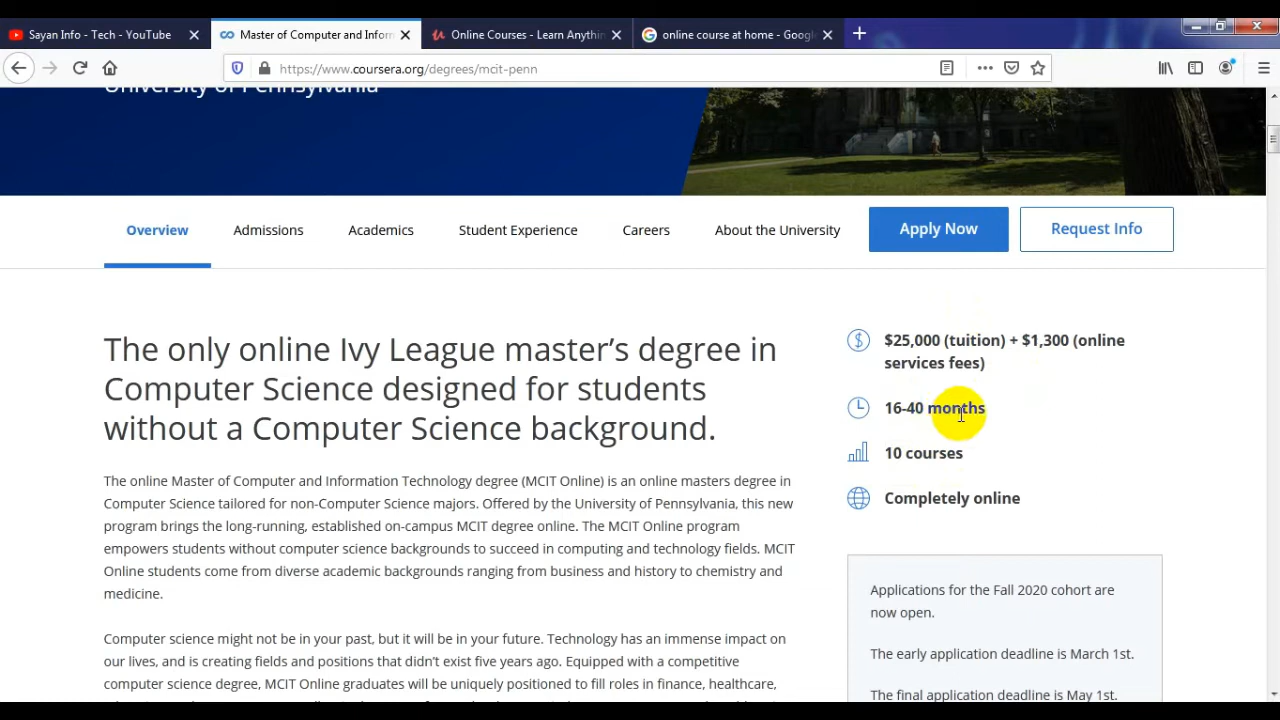 Sayan Info - Tech - YouTube
Master of Computer and Inform
Online Courses - Learn Anythin
online course at home - Google
https://www.coursera.org/degrees/mcit-penn
University of Pennsylvania
Overview
Admissions
Academics
Student Experience
Careers
About the University
Apply Now
Request Info
The only online Ivy League master's degree in
Computer Science designed for students
without a Computer Science background.
The online Master of Computer and Information Technology degree (MCIT Online) is an online masters degree in
Computer Science tailored for non-Computer Science majors. Offered by the University of Pennsylvania, this new
program brings the long-running, established on-campus MCIT degree online. The MCIT Online program
empowers students without computer science backgrounds to succeed in computing and technology fields. MCIT
Online students come from diverse academic backgrounds ranging from business and history to chemistry and
medicine.
Computer science might not be in your past, but it will be in your future. Technology has an immense impact on
our lives, and is creating fields and positions that didn't exist five years ago. Equipped with a competitive
computer science degree, MCIT Online graduates will be uniquely positioned to fill roles in finance, healthcare,
$25,000 (tuition) + $1,300 (online
services fees)
16-40 months
10 courses
Completely online
Applications for the Fall 2020 cohort are
now open.
The early application deadline is March 1st.
The final application deadline is May 1st.